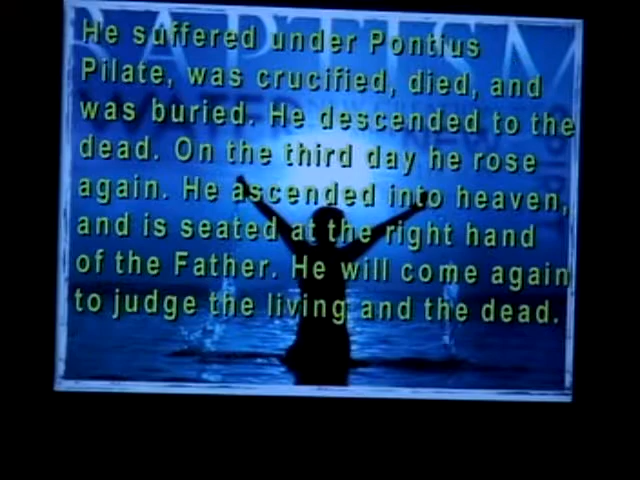 BAPTISM
He suffered under Pontius
Pilate, was crucified, died, and
was buried. He descended to the
dead. On the third day he rose
again. He ascended into heaven,
and is seated at the right hand
of the Father. He will come again
to judge the living and the dead.